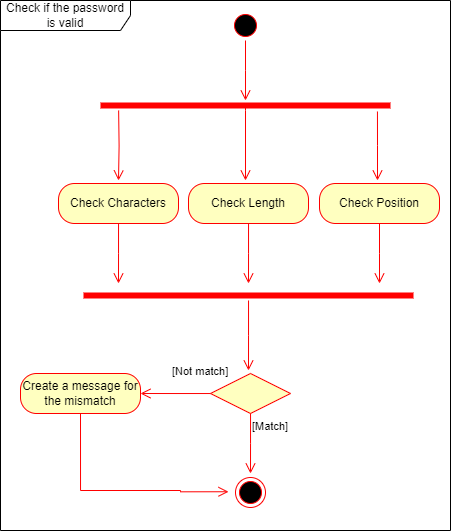 Check if the password
is valid
Check Characters
Check Length
Check Position
[Not match]
Create a message for
the mismatch
[Match]